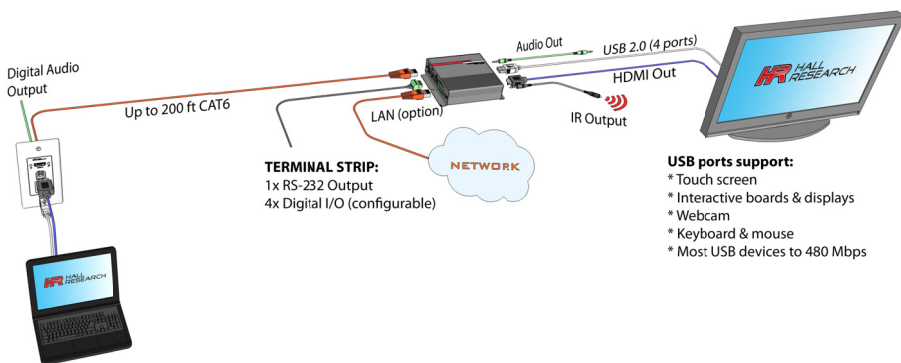 Digital Audio
Output
Up to 200 ft CAT6
Audio Out
USB 2.0 (4 ports)
HDMI Out
LAN (option)
IR Output
NETWORK
TERMINAL STRIP:
1x RS-232 Output
4x Digital I/O (configurable)
HR HALL
RESEARCH
USB ports support:
* Touch screen
* Interactive boards & displays
* Webcam
* Keyboard & mouse
* Most USB devices to 480 Mbps
HR HALL
RESEARCH